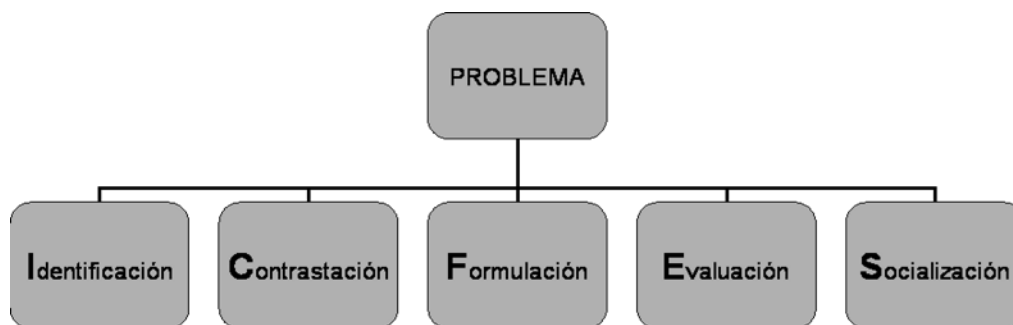 PROBLEMA
Identificación
Contrastación
Formulación
Evaluación
Socialización